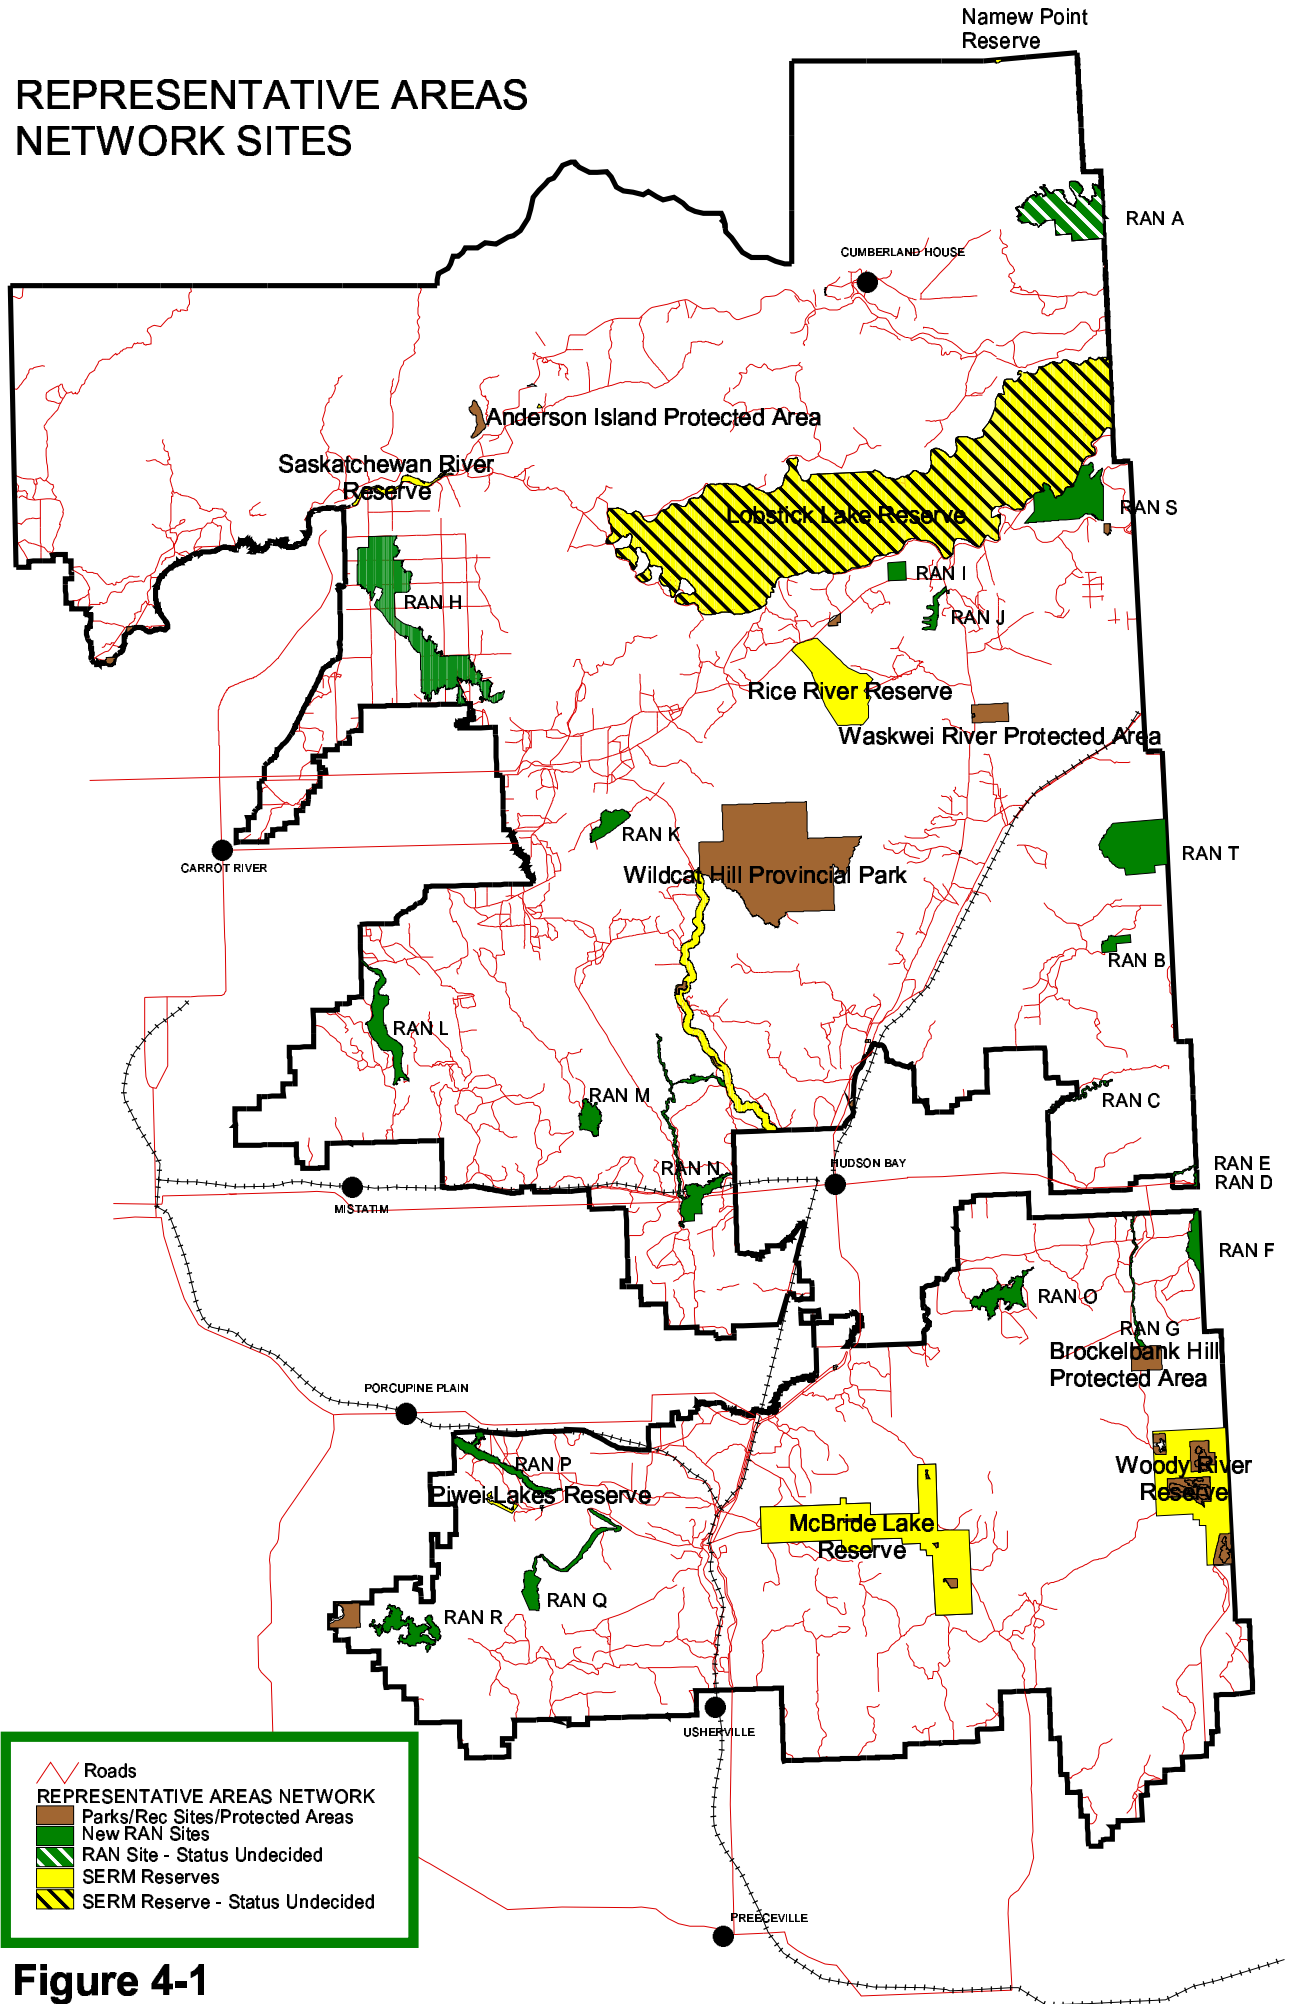 Namew Point
Reserve
REPRESENTATIVE AREAS
NETWORK SITES
RAN A
CUMBERLAND HOUSE
Anderson Island Protected Area
Saskatchewan River
Reserve
Lobstick Lake Reserve
RAN S
RAN I
RAN H
RAN J
Rice River Reserve
Waskwei River Protected Area
RAN K
RAN T
CARROT RIVER
Wildcat Hill Provincial Park
RAN B
RAN L
RAN M
RAN C
RAN N
HUDSON BAY
RAN E
RAN D
MISTATIM
RAN F
RAN O
RAN G
Brockelbank Hill
Protected Area
PORCUPINE PLAIN
RAN P
Woody River
Reserve
Piwei Lakes Reserve
McBride Lake
Reserve
RAN Q
RAN R
USHERVILLE
Roads
REPRESENTATIVE AREAS NETWORK
Parks/Rec Sites/Protected Areas
New RAN Sites
RAN Site - Status Undecided
SERM Reserves
SERM Reserve - Status Undecided
PREECEVILLE
Figure 4-1